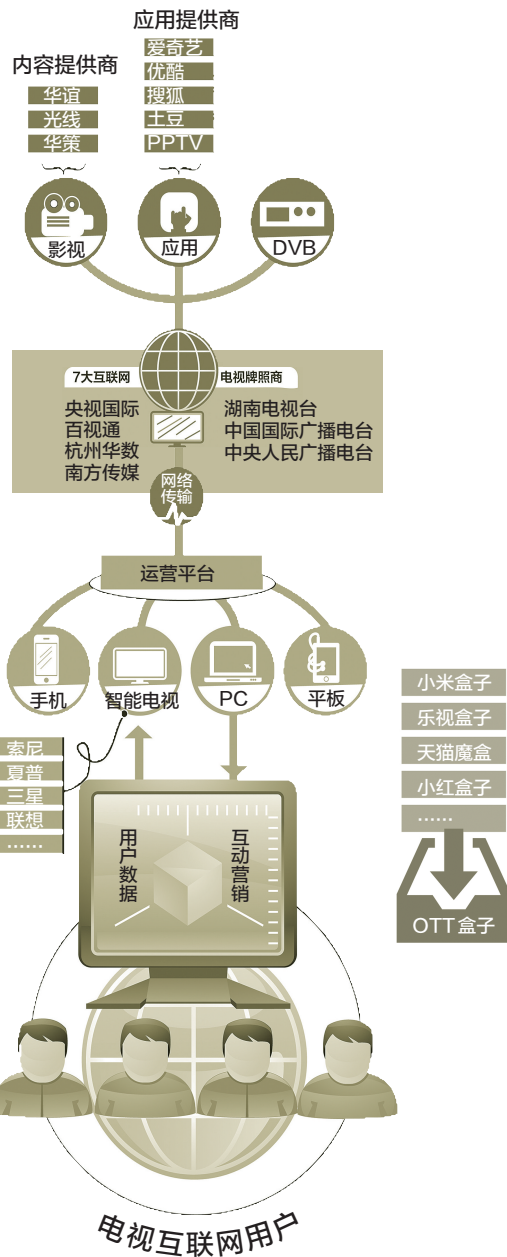 应用提供商
爱奇艺
优酷
搜狐
土豆
PPTV
内容提供商
华谊
光线
华策
影视
应用
DVB
7大互联网
电视牌照商
央视国际
百视通
杭州华数
南方传媒
湖南电视台
中国国际广播电台
中央人民广播电台
网络
传输
运营平台
手机
智能电视
PC
平板
索尼
夏普
三星
联想
……
小米盒子
乐视盒子
天猫魔盒
小红盒子
……
OTT盒子
用户数据
互动营销
电视互联网用户